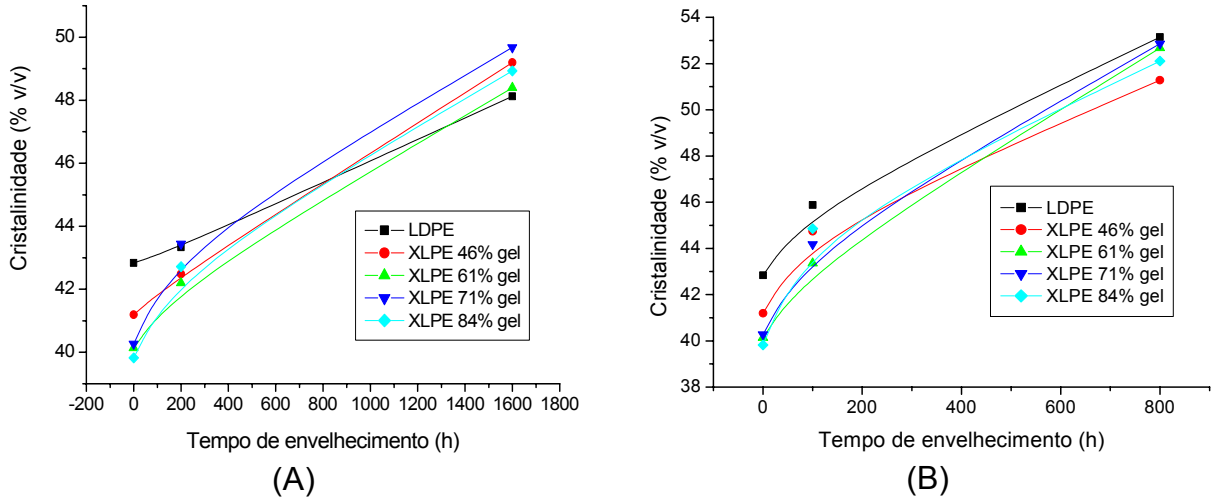 Cristalinidade (% v/v)
50
48
46
44
42
40
LDPE
XLPE 46% gel
XLPE 61% gel
XLPE 71% gel
XLPE 84% gel
-200 0 200 400 600 800 1000 1200 1400 1600 1800
Tempo de envelhecimento (h)
(A)
Cristalinidade (% v/v)
54
52
50
48
46
44
42
40
38
LDPE
XLPE 46% gel
XLPE 61% gel
XLPE 71% gel
XLPE 84% gel
0 200 400 600 800
Tempo de envelhecimento (h)
(B)